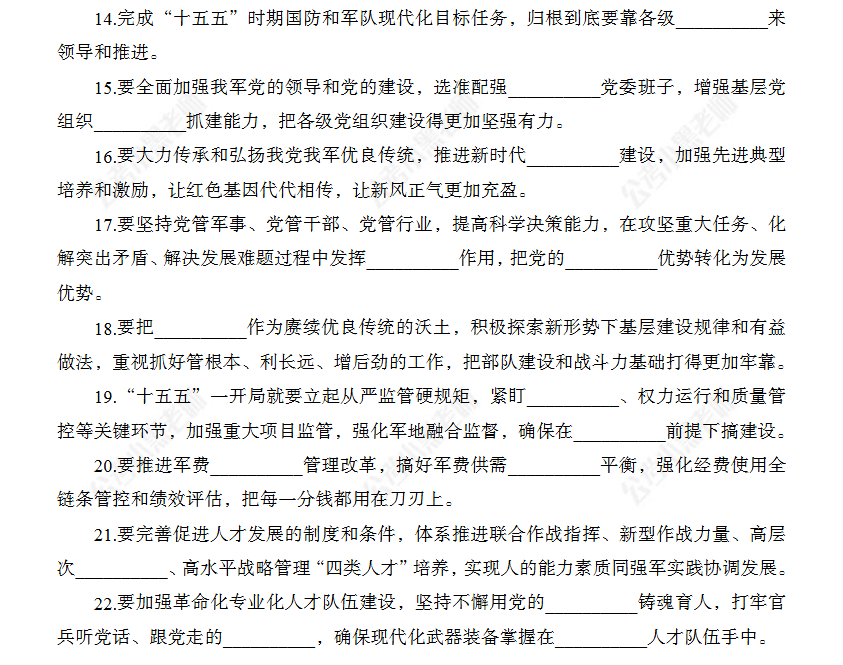 14.完成“十五五”时期国防和军队现代化目标任务，归根到底要靠各级__________来
领导和推进。
15.要全面加强我军党的领导和党的建设，选准配强__________党委班子，增强基层党
组织__________抓建能力，把各级党组织建设得更加坚强有力。
16.要大力传承和弘扬我党我军优良传统，推进新时代__________建设，加强先进典型
培养和激励，让红色基因代代相传，让新风正气更加充盈。
17.要坚持党管军事、党管干部、党管行业，提高科学决策能力，在攻坚重大任务、化
解突出矛盾、解决发展难题过程中发挥__________作用，把党的__________优势转化为发展
优势。
18.要把__________作为赓续优良传统的沃土，积极探索新形势下基层建设规律和有益
做法，重视抓好管根本、利长远、增后劲的工作，把部队建设和战斗力基础打得更加牢靠。
19.“十五五”一开局就要立起从严监管硬规矩，紧盯__________、权力运行和质量管
控等关键环节，加强重大项目监管，强化军地融合监督，确保在__________前提下搞建设。
20.要推进军费__________管理改革，搞好军费供需__________平衡，强化经费使用全
链条管控和绩效评估，把每一分钱都用在刀刃上。
21.要完善促进人才发展的制度和条件，体系推进联合作战指挥、新型作战力量、高层
次__________、高水平战略管理“四类人才”培养，实现人的能力素质同强军实践协调发展。
22.要加强革命化专业化人才队伍建设，坚持不懈用党的__________铸魂育人，打牢官
兵听党话、跟党走的__________，确保现代化武器装备掌握在__________人才队伍手中。
公考小熊老师